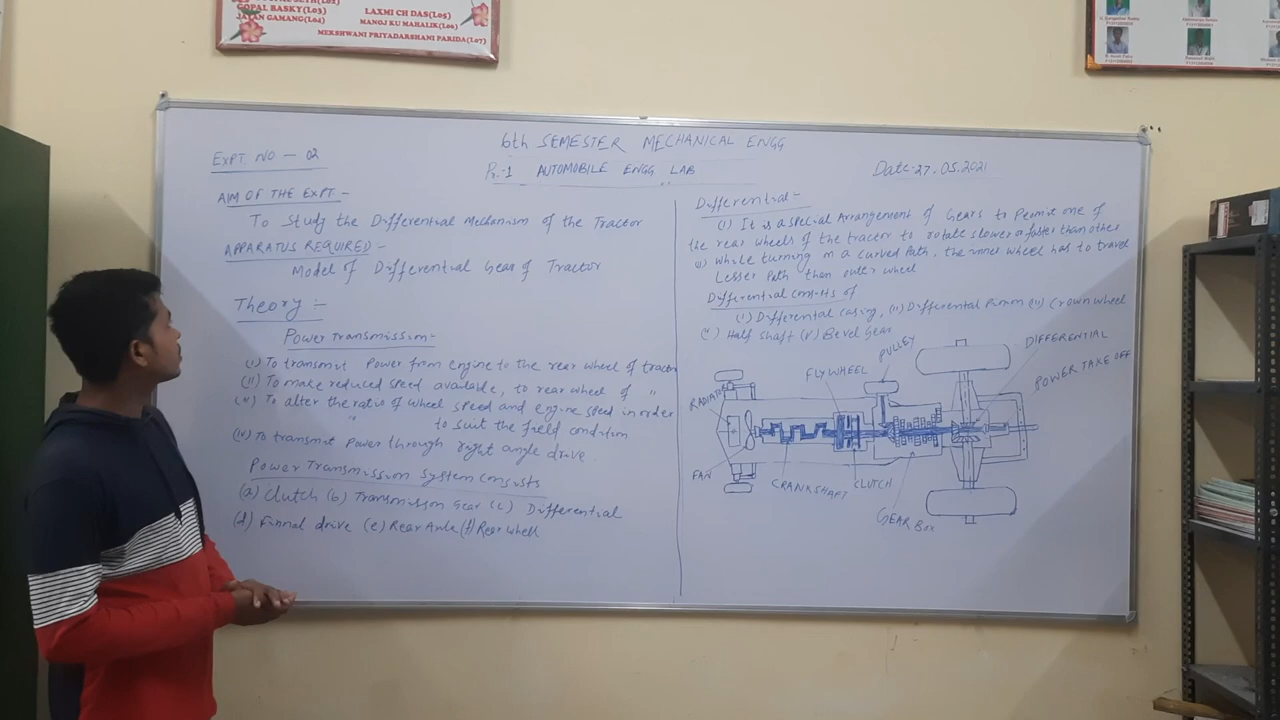 GOPAL BASKY(L03)
JATAN GAMANG(L04)
LAXMI CH DAS(L05)
MANOJ KU MAHALIK(L06)
MEKSHWANI PRIYADARSHANI PARIDA(L07)
6th SEMESTER MECHANICAL ENGG
Pr.-1 AUTOMOBILE ENGG LAB
Date:-27.05.2021
EXPT NO - 02
AIM OF THE EXPT -
To Study the Differential Mechanism of the Tractor
APPARATUS REQUIRED -
Model of Differential Gear of Tractor
Theory :-
Power Transmission:-
(i) To transmit Power from engine to the rear wheel of tractor
(ii) To make reduced speed available, to rear wheel of "
To alter the ratio of wheel speed and engine speed in order
to suit the field condition
(iv) To transmit Power through right angle drive.
Power Transmission System Consists
(a) Clutch (b) Transmisson Gear (c) Differential
(d) Finnal drive (e) Rear Axle (f) Rear Wheel
Differential:-
(i) It is a special Arrangement of Gears to Permit one of
the rear wheels of the tractor to rotate slower or faster than other
(ii) While turning on a curved Path, the inner wheel has to travel
Lesser Path then outer wheel
Differential consists of
(i) Differential casing, (ii) Differential Pinion (iii) Crown wheel
Half Shaft (v) Bevel Gear
PULLEY
DIFFERENTIAL
FLYWHEEL
POWER TAKE OFF
RADIATOR
FAN
CRANKSHAFT
CLUTCH
GEAR BOX